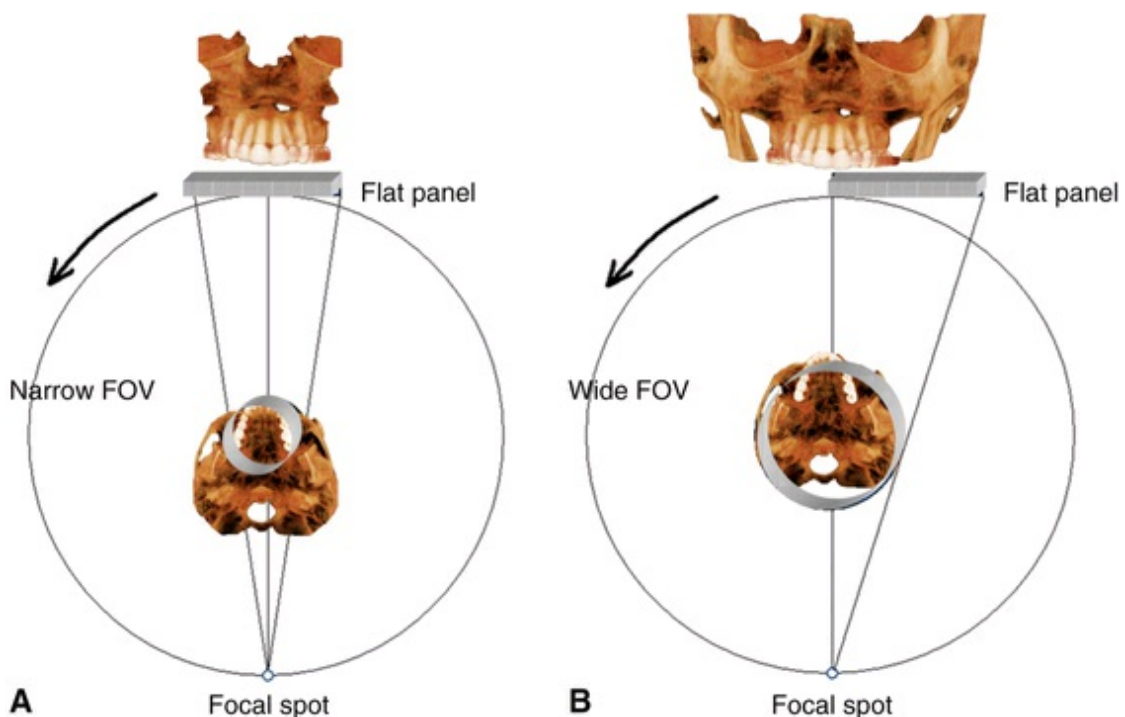 Flat panel
Flat panel
Narrow FOV
Wide FOV
A
Focal spot
B
Focal spot